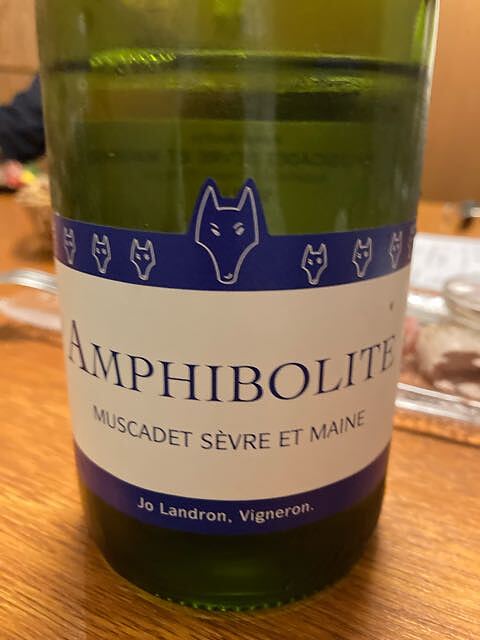 AMPHIBOLITE
MUSCADET SÈVRE ET MAINE
Jo Landron, Vigneron.